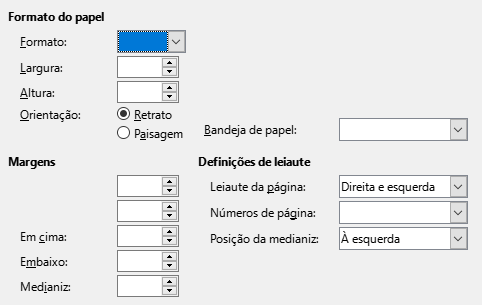 Formato do papel
Formato:
Largura:
Altura:
Orientação: Retrato
Paisagem Bandeja de papel:
Margens Definições de leiaute
Leiaute da página: Direita e esquerda
Números de página:
Em cima: Posição da medianiz: À esquerda
Embaixo:
Medianiz: